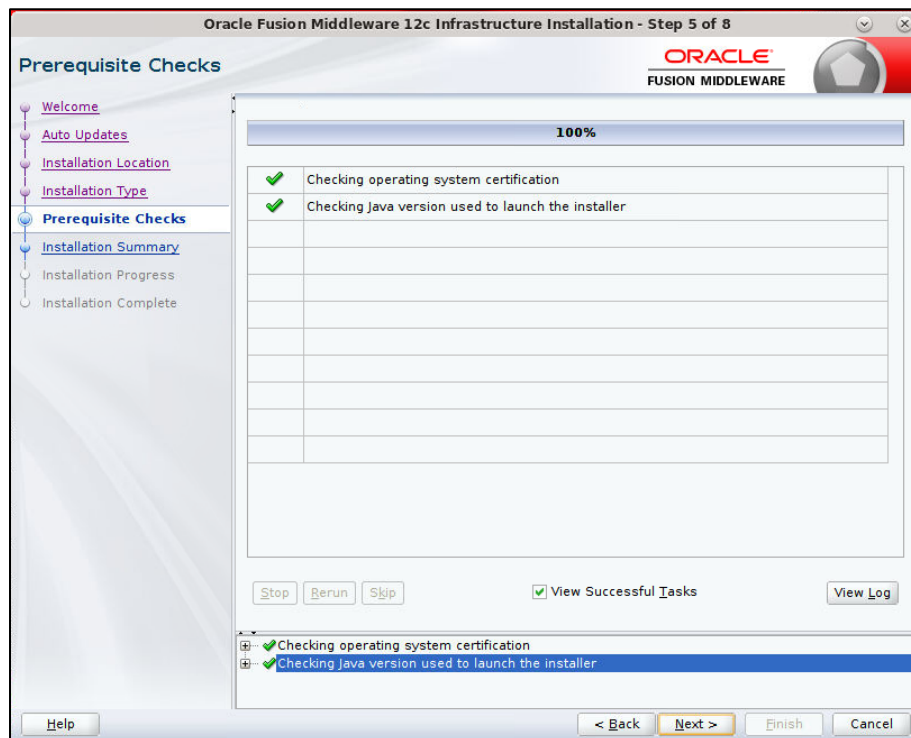 Oracle Fusion Middleware 12c Infrastructure Installation - Step 5 of 8
Prerequisite Checks
ORACLE
FUSION MIDDLEWARE
Welcome
Auto Updates
Installation Location
Installation Type
Prerequisite Checks
Installation Summary
Installation Progress
Installation Complete
100%
Checking operating system certification
Checking Java version used to launch the installer
Stop Rerun Skip View Successful Tasks View Log
Checking operating system certification
Checking Java version used to launch the installer
Help < Back Next > Finish Cancel